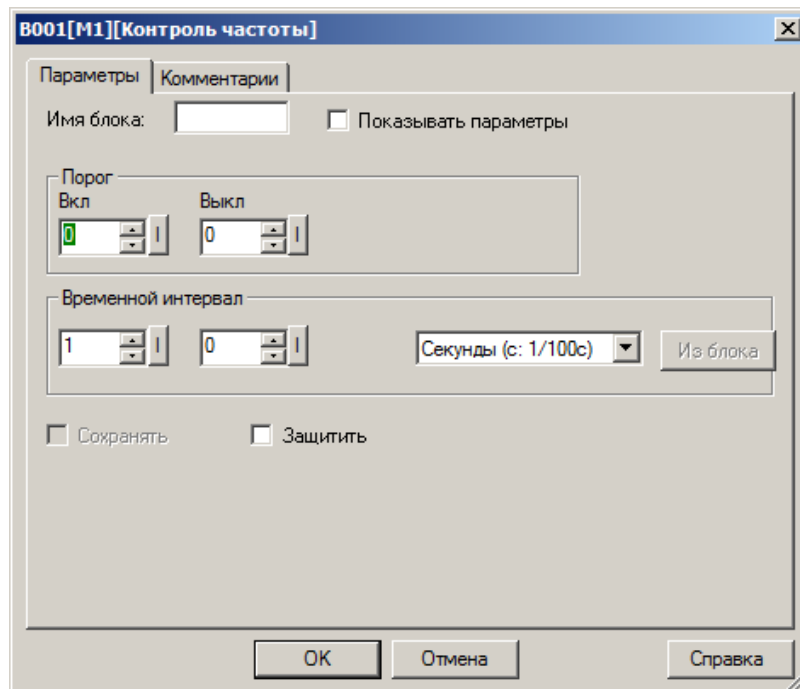 B001[M1][Контроль частоты]
Параметры Комментарии
Имя блока: Показывать параметры
Порог
Вкл Выкл
0 0
Временной интервал
1 0 Секунды (с: 1/100с) Из блока
Сохранять Защитить
OK Отмена Справка